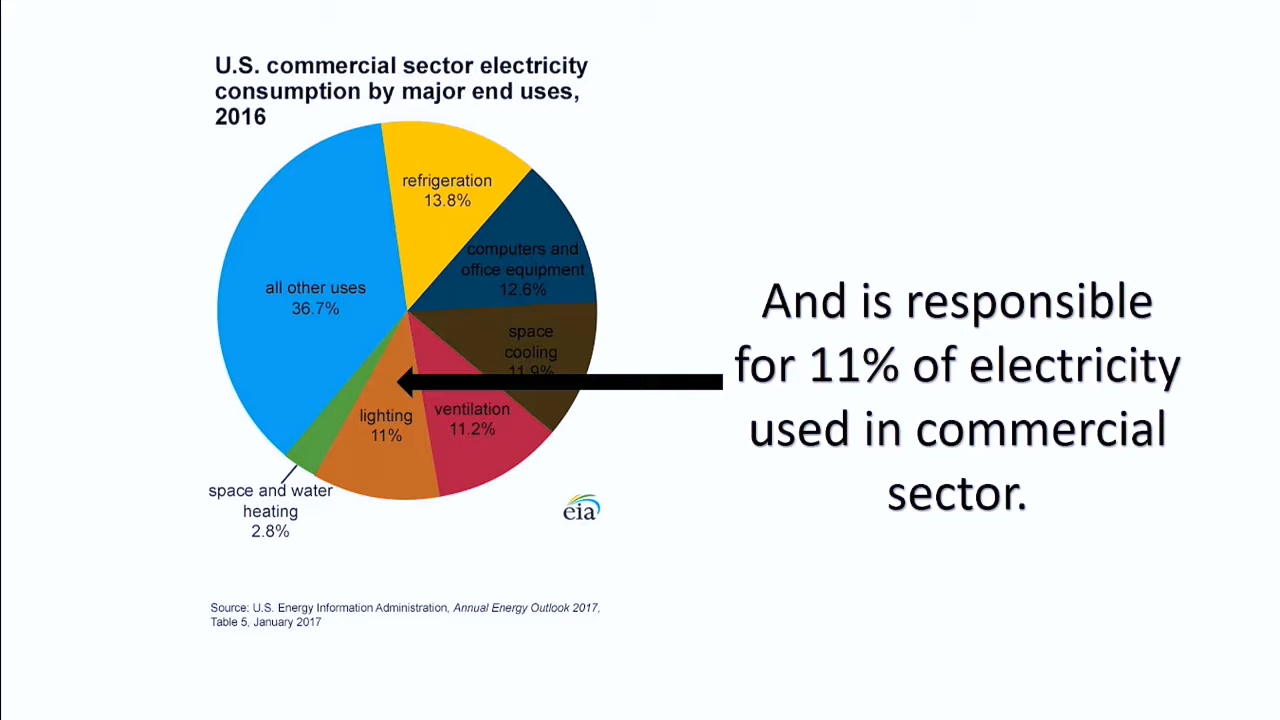 U.S. commercial sector electricity
consumption by major end uses,
2016
refrigeration
13.8%
computers and
office equipment
12.6%
all other uses
36.7%
space
cooling
11.9%
lighting
11%
ventilation
11.2%
space and water
heating
2.8%
eia
And is responsible
for 11% of electricity
used in commercial
sector.
Source: U.S. Energy Information Administration, Annual Energy Outlook 2017,
Table 5, January 2017